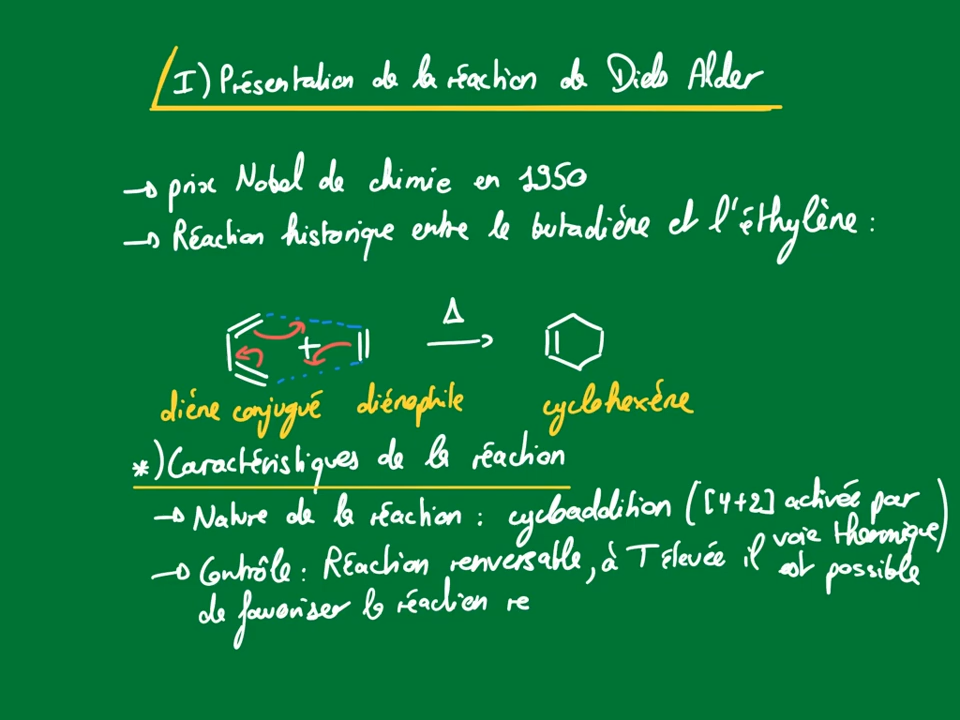 I) Présentation de la réaction de Diels Alder
→ prix Nobel de chimie en 1950
→ Réaction historique entre le butadiène et l'éthylène :
+ Δ →
diène conjugué diénophile cyclohexène
*) Caractéristiques de la réaction
→ Nature de la réaction : cycloaddition ([4+2] activée par voie thermique)
→ Contrôle : Réaction renversable, à T élevée il est possible
de favoriser la réaction re